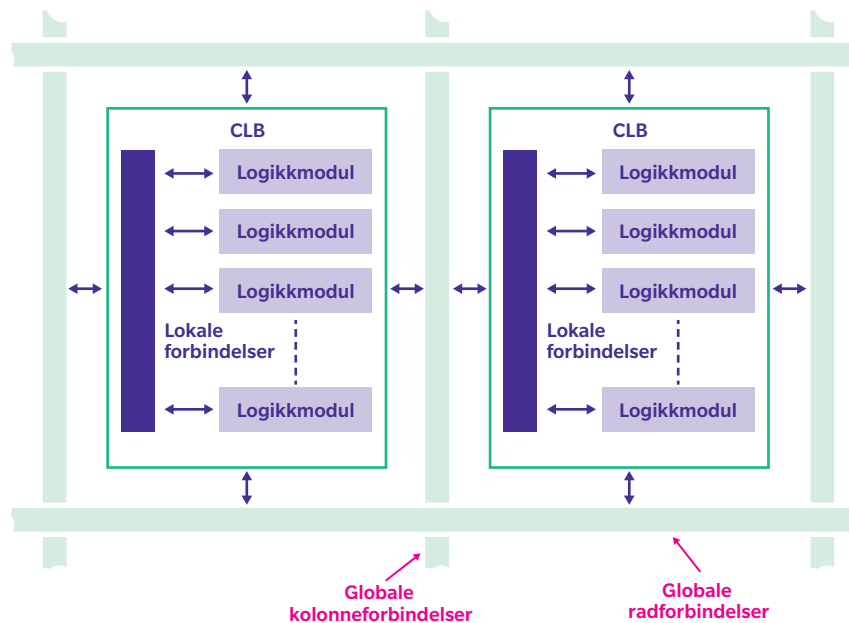 CLB
Logikkmodul
Logikkmodul
Logikkmodul
Lokale
forbindelser
Logikkmodul
CLB
Logikkmodul
Logikkmodul
Logikkmodul
Lokale
forbindelser
Logikkmodul
Globale
kolonneforbindelser
Globale
radforbindelser